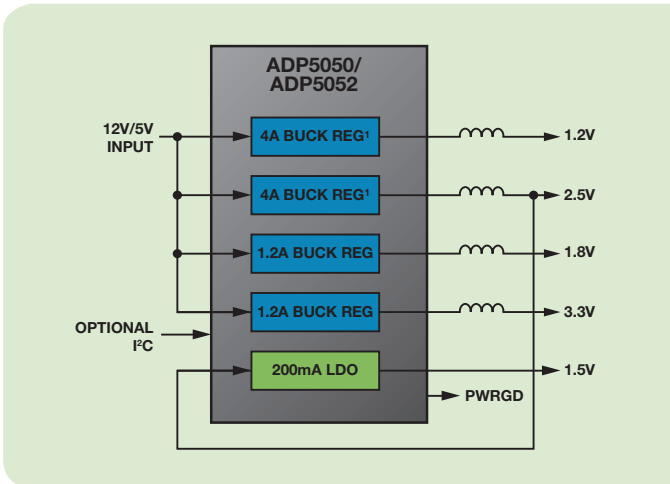 ADP5050/
ADP5052
12V/5V
INPUT
4A BUCK REG¹
1.2V
4A BUCK REG¹
2.5V
1.2A BUCK REG
1.8V
1.2A BUCK REG
3.3V
OPTIONAL
I²C
200mA LDO
1.5V
PWRGD